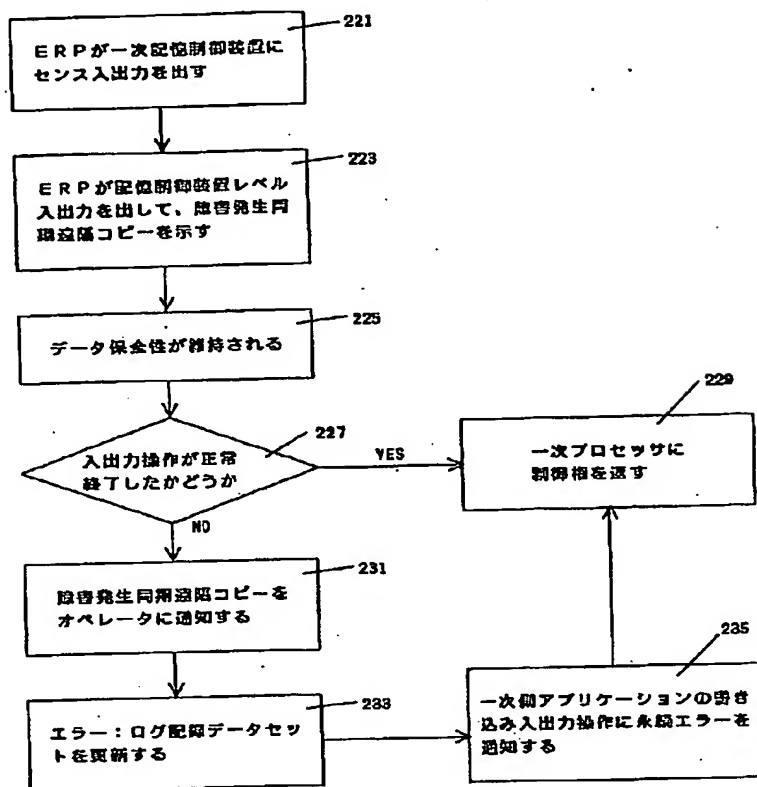 221
ERPが一次記憶制御装置に
センス入出力を出す
223
ERPが記憶制御装置レベル
入出力を出して、障害発生同
期遠隔コピーを示す
225
データ保全性が維持される
227
入出力操作が正常
終了したかどうか
YES
229
一次プロセッサに
制御権を返す
NO
231
障害発生同期遠隔コピーを
オペレータに通知する
233
エラー：ログ記録データセッ
トを更新する
235
一次側アプリケーションの書き
込み入出力操作に永続エラーを
通知する